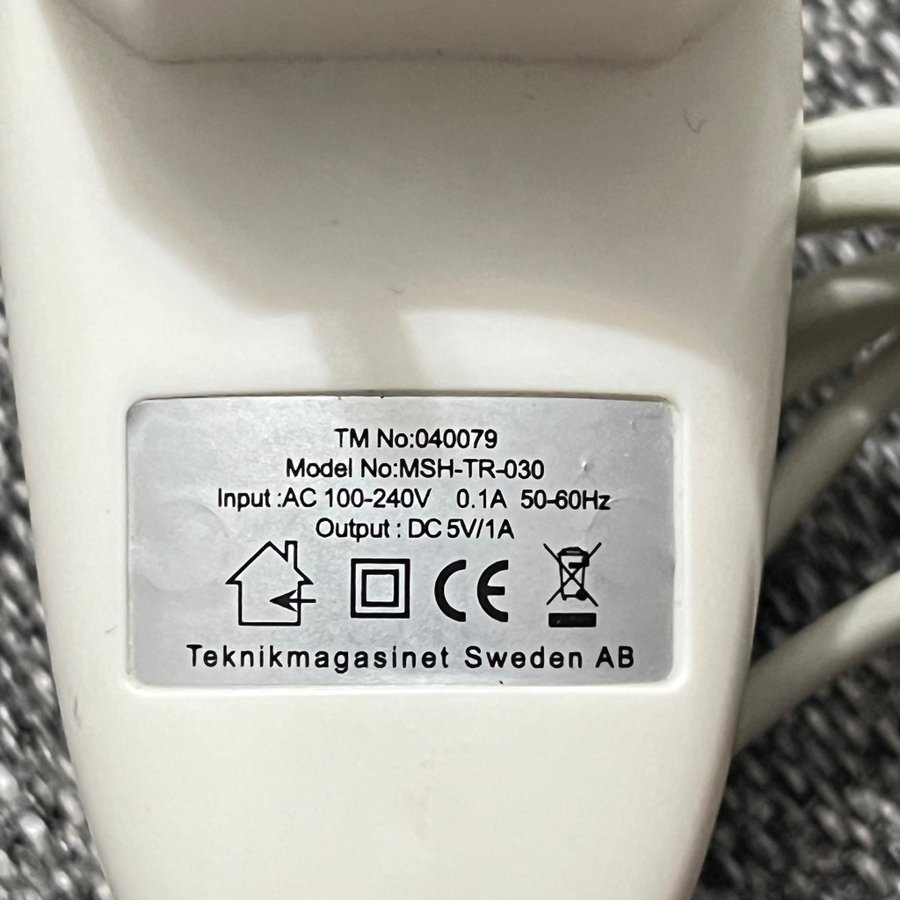 TM No:040079
Model No:MSH-TR-030
Input :AC 100-240V 0.1A 50-60Hz
Output : DC 5V/1A
CE
Teknikmagasinet Sweden AB